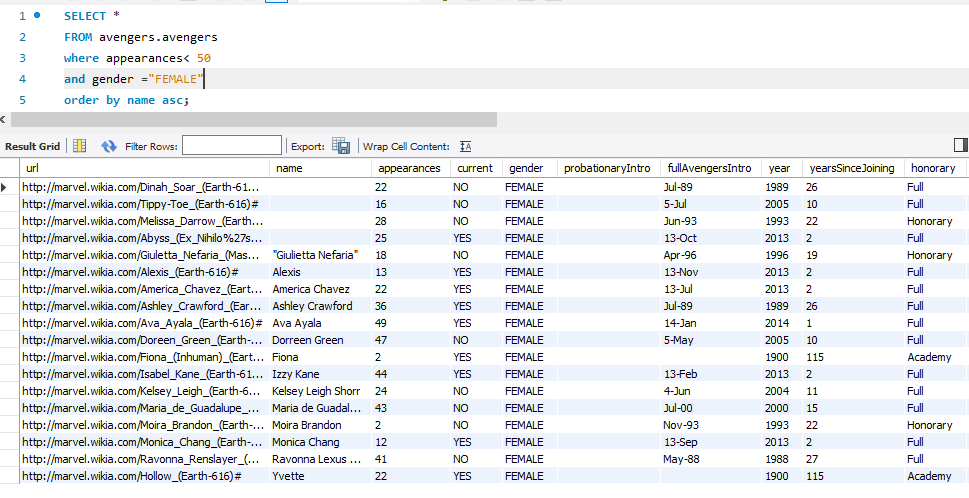 1 SELECT *
2 FROM avengers.avengers
3 where appearances< 50
4 and gender ="FEMALE"
5 order by name asc;
Result Grid Filter Rows: Export: Wrap Cell Content:
url name appearances current gender probationaryIntro fullAvengersIntro year yearsSinceJoining honorary
http://marvel.wikia.com/Dinah_Soar_(Earth-61... 22 NO FEMALE Jul-89 1989 26 Full
http://marvel.wikia.com/Tippy-Toe_(Earth-616)# 16 NO FEMALE 5-Jul 2005 10 Full
http://marvel.wikia.com/Melissa_Darrow_(Earth... 28 NO FEMALE Jun-93 1993 22 Honorary
http://marvel.wikia.com/Abyss_(Ex_Nihilo%27s... 25 YES FEMALE 13-Oct 2013 2 Full
http://marvel.wikia.com/Giuletta_Nefaria_(Mas... "Giulietta Nefaria" 18 NO FEMALE Apr-96 1996 19 Honorary
http://marvel.wikia.com/Alexis_(Earth-616)# Alexis 13 YES FEMALE 13-Nov 2013 2 Full
http://marvel.wikia.com/America_Chavez_(Eart... America Chavez 22 YES FEMALE 13-Jul 2013 2 Full
http://marvel.wikia.com/Ashley_Crawford_(Ear... Ashley Crawford 36 YES FEMALE Jul-89 1989 26 Full
http://marvel.wikia.com/Ava_Ayala_(Earth-616)# Ava Ayala 49 YES FEMALE 14-Jan 2014 1 Full
http://marvel.wikia.com/Doreen_Green_(Earth-... Dorreen Green 47 NO FEMALE 5-May 2005 10 Full
http://marvel.wikia.com/Fiona_(Inhuman)_(Eart... Fiona 2 YES FEMALE 1900 115 Academy
http://marvel.wikia.com/Isabel_Kane_(Earth-61... Izzy Kane 44 YES FEMALE 13-Feb 2013 2 Full
http://marvel.wikia.com/Kelsey_Leigh_(Earth-6... Kelsey Leigh Shorr 24 NO FEMALE 4-Jun 2004 11 Full
http://marvel.wikia.com/Maria_de_Guadalupe_... Maria de Guadal... 43 NO FEMALE Jul-00 2000 15 Full
http://marvel.wikia.com/Moira_Brandon_(Earth-... Moira Brandon 2 NO FEMALE Nov-93 1993 22 Honorary
http://marvel.wikia.com/Monica_Chang_(Earth-... Monica Chang 12 YES FEMALE 13-Sep 2013 2 Full
http://marvel.wikia.com/Ravonna_Renslayer_(... Ravonna Lexus ... 41 NO FEMALE May-88 1988 27 Full
http://marvel.wikia.com/Hollow_(Earth-616)# Yvette 22 YES FEMALE 1900 115 Academy